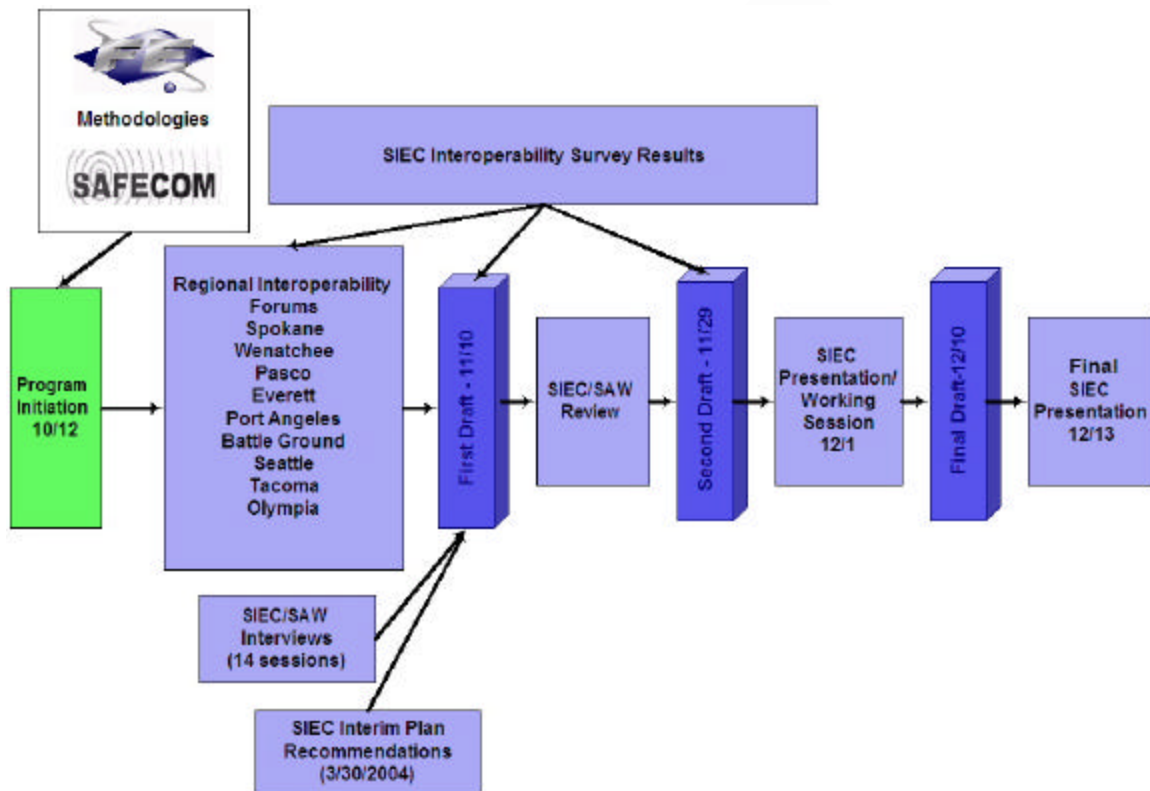 Methodologies
SAFECOM
SIEC Interoperability Survey Results
Program
Initiation
10/12
Regional Interoperability
Forums
Spokane
Wenatchee
Pasco
Everett
Port Angeles
Battle Ground
Seattle
Tacoma
Olympia
First Draft - 11/10
SIEC/SAW
Review
Second Draft - 11/29
SIEC
Presentation/
Working
Session
12/1
Final Draft-12/10
Final
SIEC
Presentation
12/13
SIEC/SAW
Interviews
(14 sessions)
SIEC Interim Plan
Recommendations
(3/30/2004)